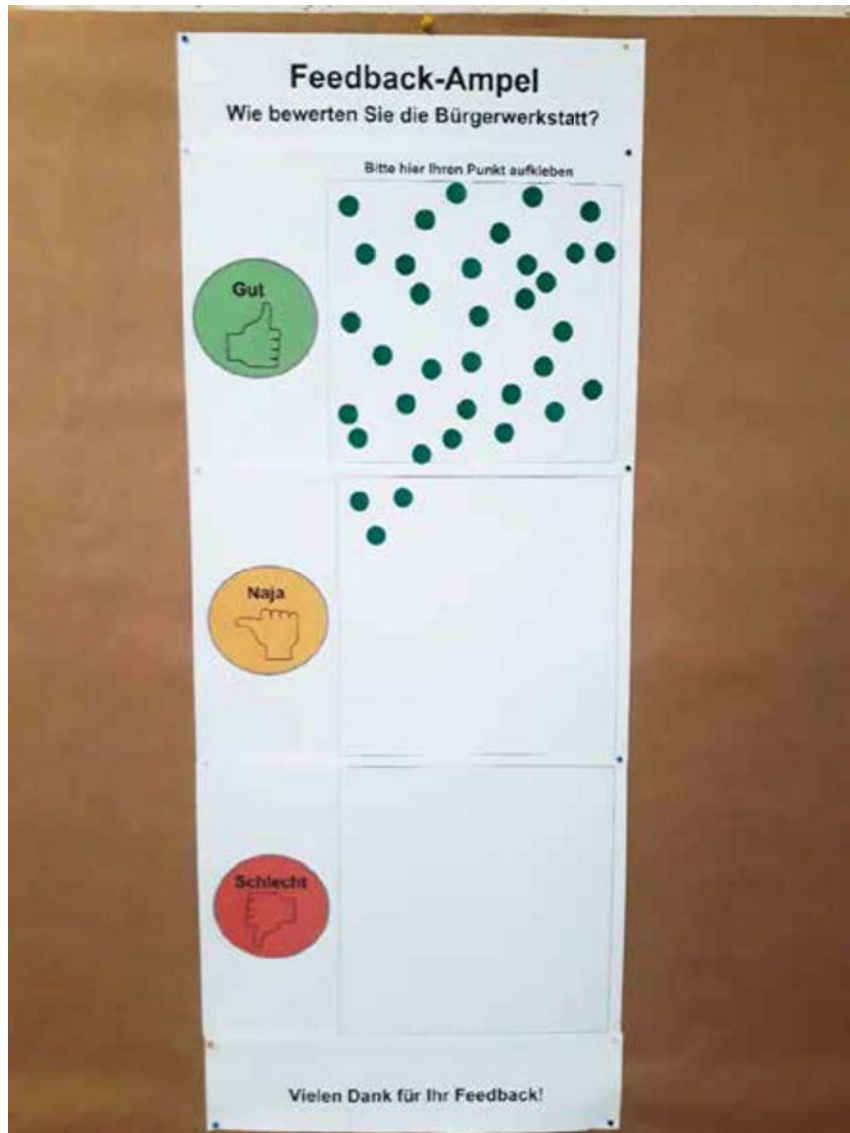 Feedback-Ampel
Wie bewerten Sie die Bürgerwerkstatt?
Bitte hier Ihren Punkt aufkleben
Gut
Naja
Schlecht
Vielen Dank für Ihr Feedback!